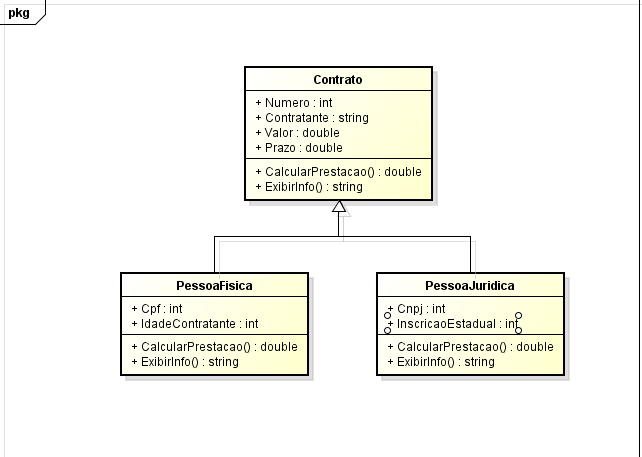 pkg
Contrato
+ Numero : int
+ Contratante : string
+ Valor : double
+ Prazo : double
+ CalcularPrestacao() : double
+ ExibirInfo() : string
PessoaFisica
+ Cpf : int
+ IdadeContratante : int
+ CalcularPrestacao() : double
+ ExibirInfo() : string
PessoaJuridica
+ Cnpj : int
+ InscricaoEstadual : int
+ CalcularPrestacao() : double
+ ExibirInfo() : string